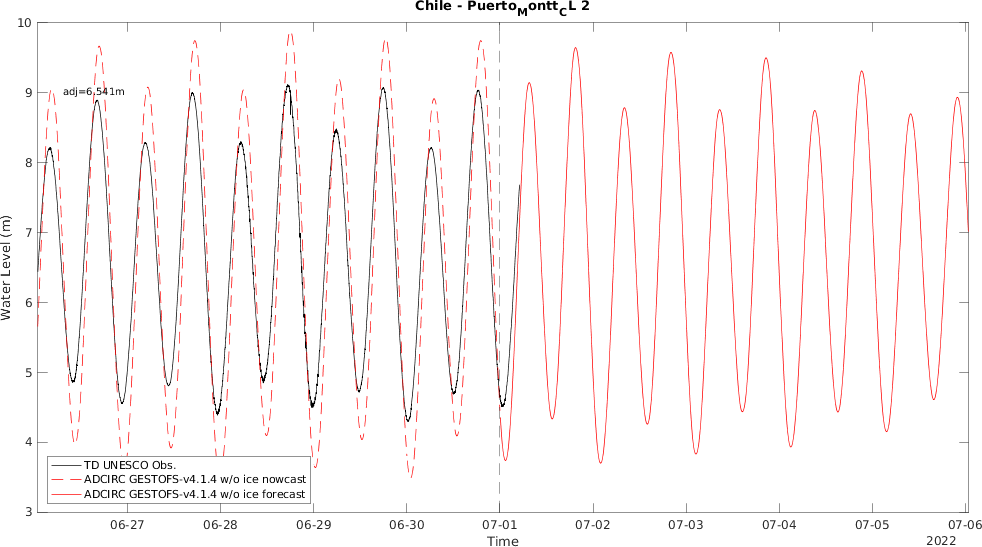 Chile - PuertoMonttCL 2
10
9
8
7
6
5
4
3
Water Level (m)
adj=6.541m
TD UNESCO Obs.
ADCIRC GESTOFS-v4.1.4 w/o ice nowcast
ADCIRC GESTOFS-v4.1.4 w/o ice forecast
06-27 06-28 06-29 06-30 07-01 07-02 07-03 07-04 07-05 07-06
Time
2022